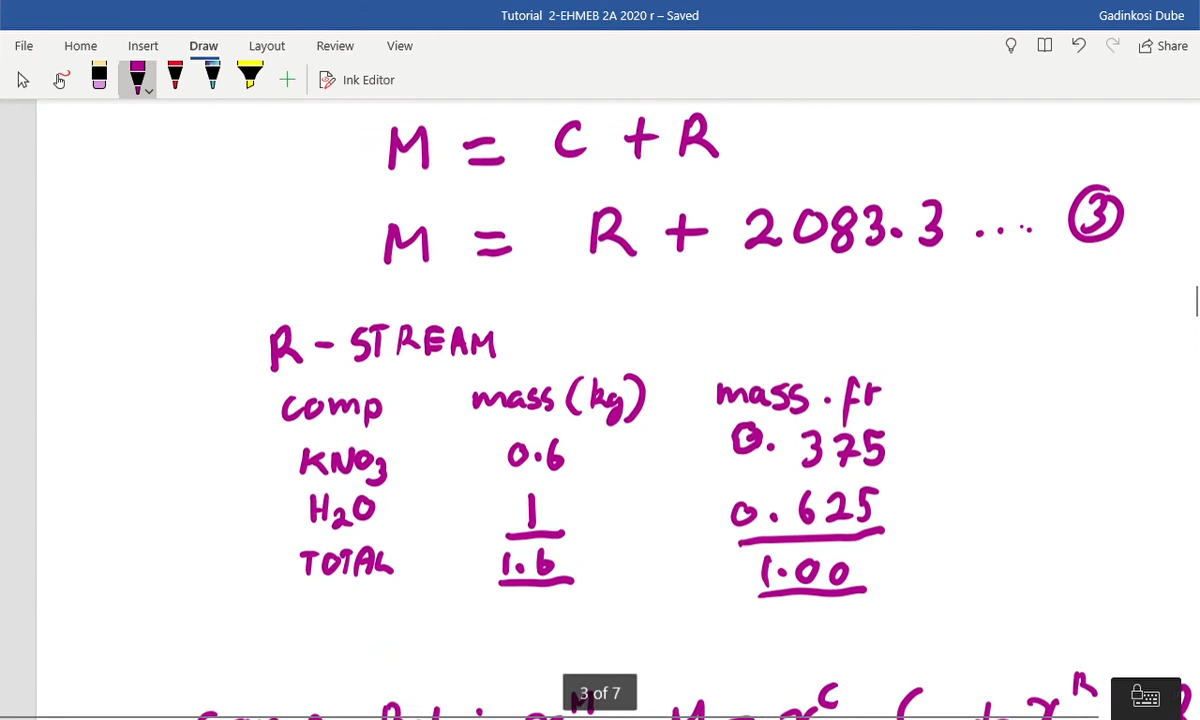 Tutorial 2-EHMEB 2A 2020 r – Saved
Gadinkosi Dube
File Home Insert Draw Layout Review View
Share
Ink Editor
M = C + R
M = R + 2083.3 .... ③
R - STREAM
comp mass (kg) mass . fr
KNO3 0.6 0.375
H2O 1 0.625
TOTAL 1.6 1.00
3 of 7